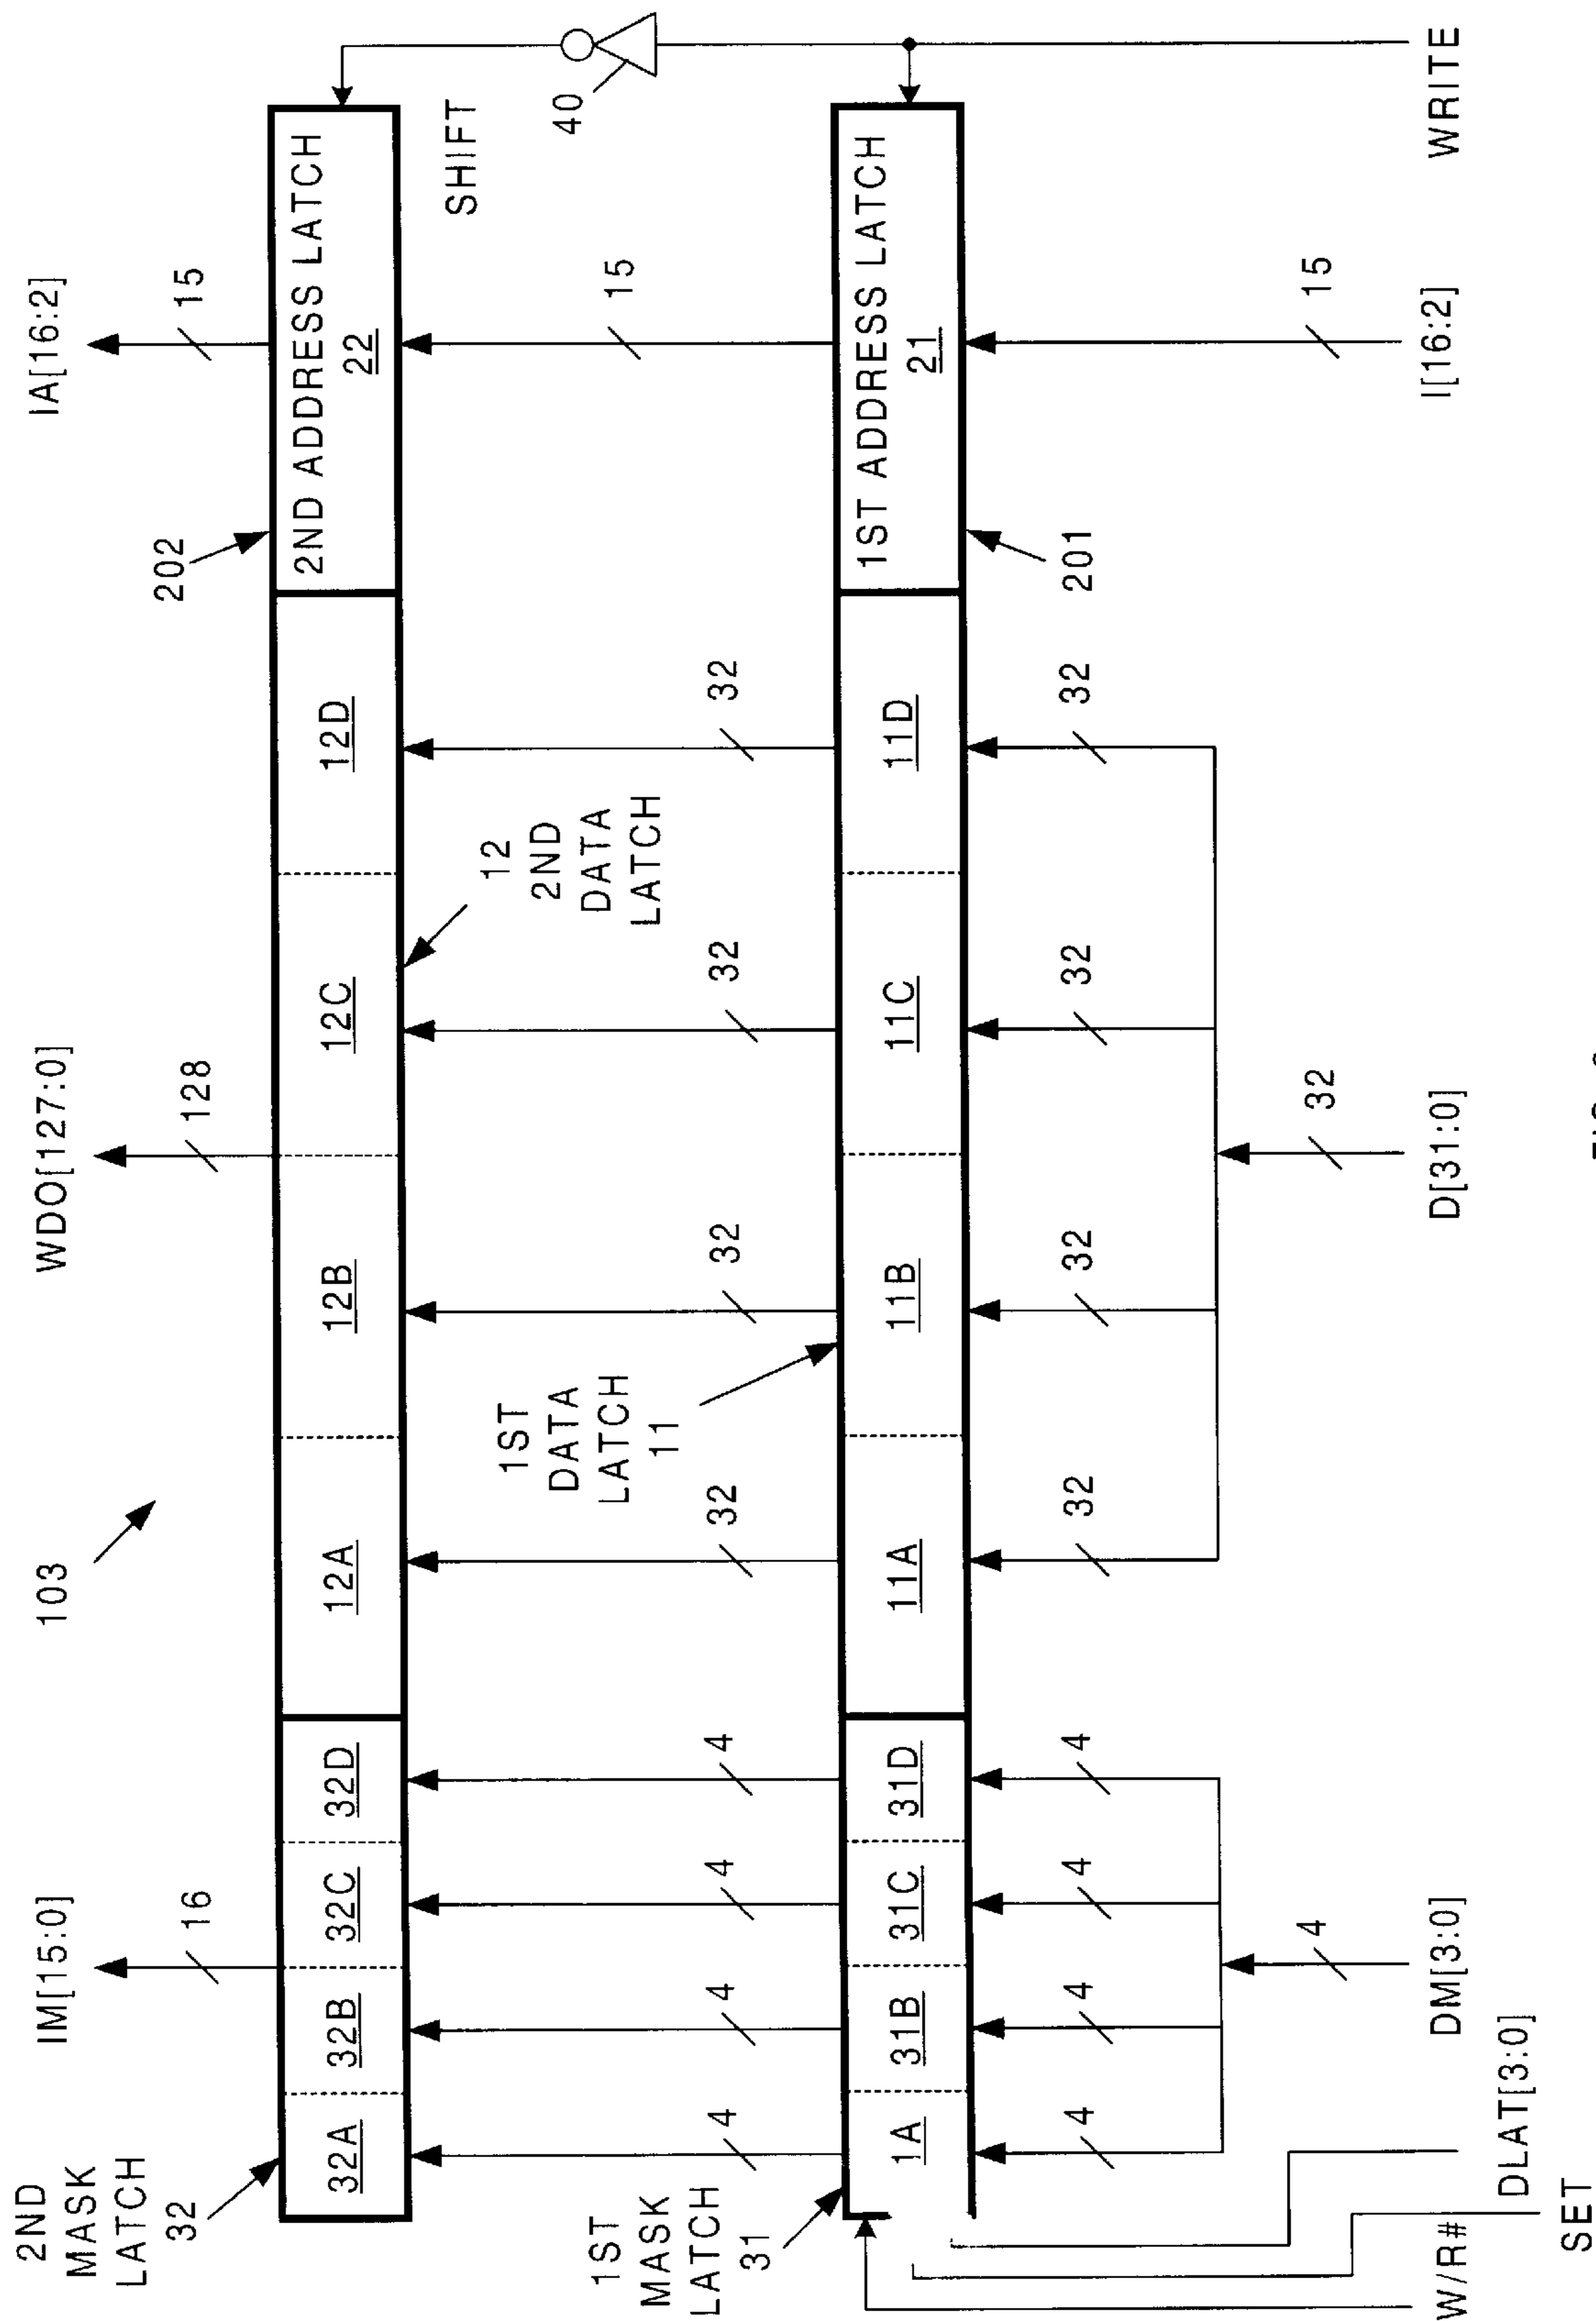 2ND
MASK
LATCH
32
IM[15:0]
103
WDO[127:0]
IA[16:2]
16
128
202
15
32A
32B
32C
32D
12A
12B
12C
12D
2ND ADDRESS LATCH
22
12
2ND
DATA
LATCH
SHIFT
1ST
DATA
LATCH
11
40
1ST
MASK
LATCH
31
4
4
4
4
32
32
32
32
15
1A
31B
31C
31D
11A
11B
11C
11D
1ST ADDRESS LATCH
21
4
4
4
4
32
32
32
32
201
4
32
15
W/R#
DM[3:0]
D[31:0]
I[16:2]
WRITE
DLAT[3:0]
SET